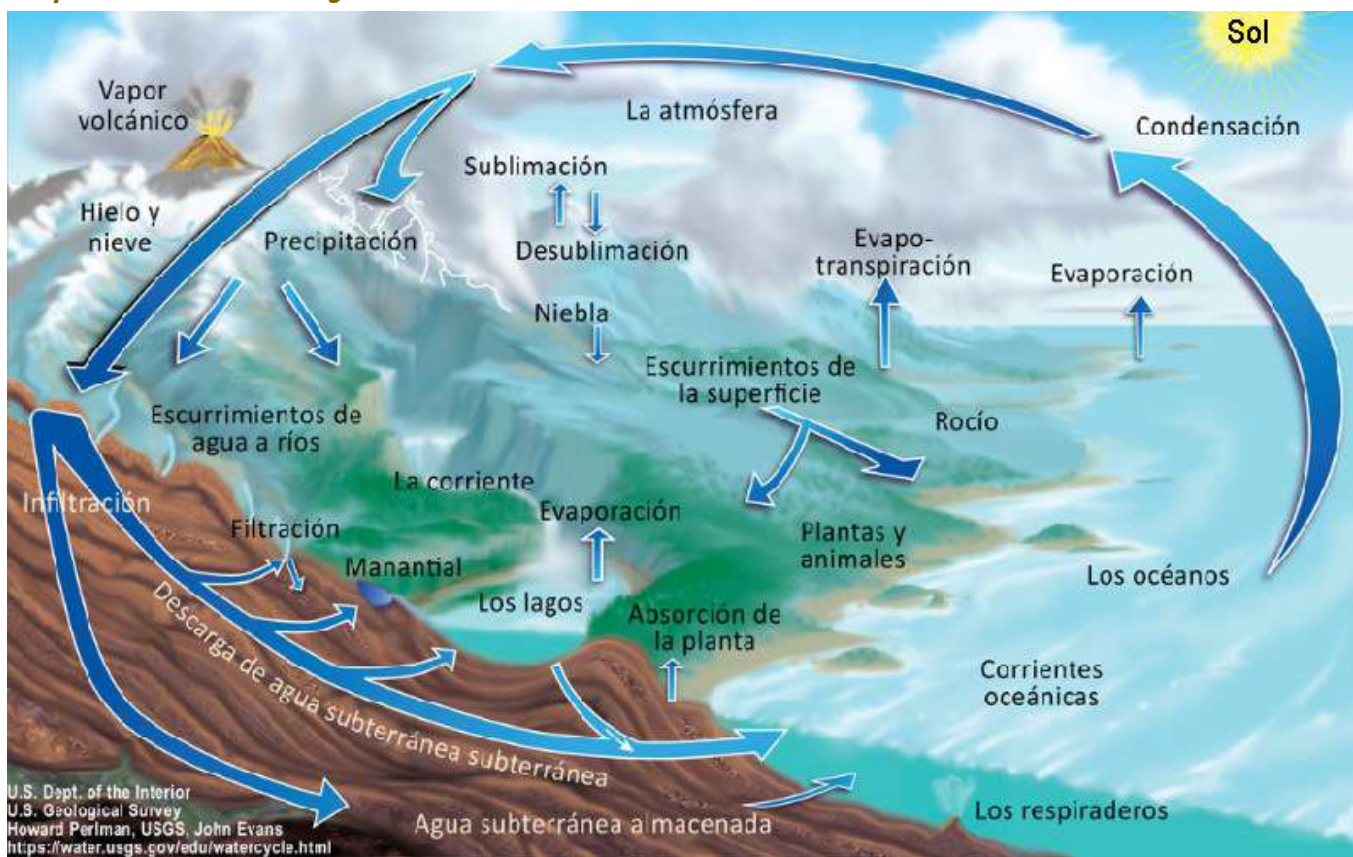 Sol
Vapor
volcánico
La atmósfera
Condensación
Sublimación
Hielo y
nieve
Precipitación
Desublimación
Evapo-
transpiración
Evaporación
Niebla
Escurrimientos de
la superficie
Escurrimientos de
agua a ríos
Rocío
La corriente
Infiltración
Filtración
Evaporación
Plantas y
animales
Manantial
Los lagos
Los océanos
Absorción de
la planta
Descarga de agua subterránea subterránea
Corrientes
oceánicas
Agua subterránea almacenada
Los respiraderos
U.S. Dept. of the Interior
U.S. Geological Survey
Howard Perlman, USGS, John Evans
https://water.usgs.gov/edu/watercycle.html